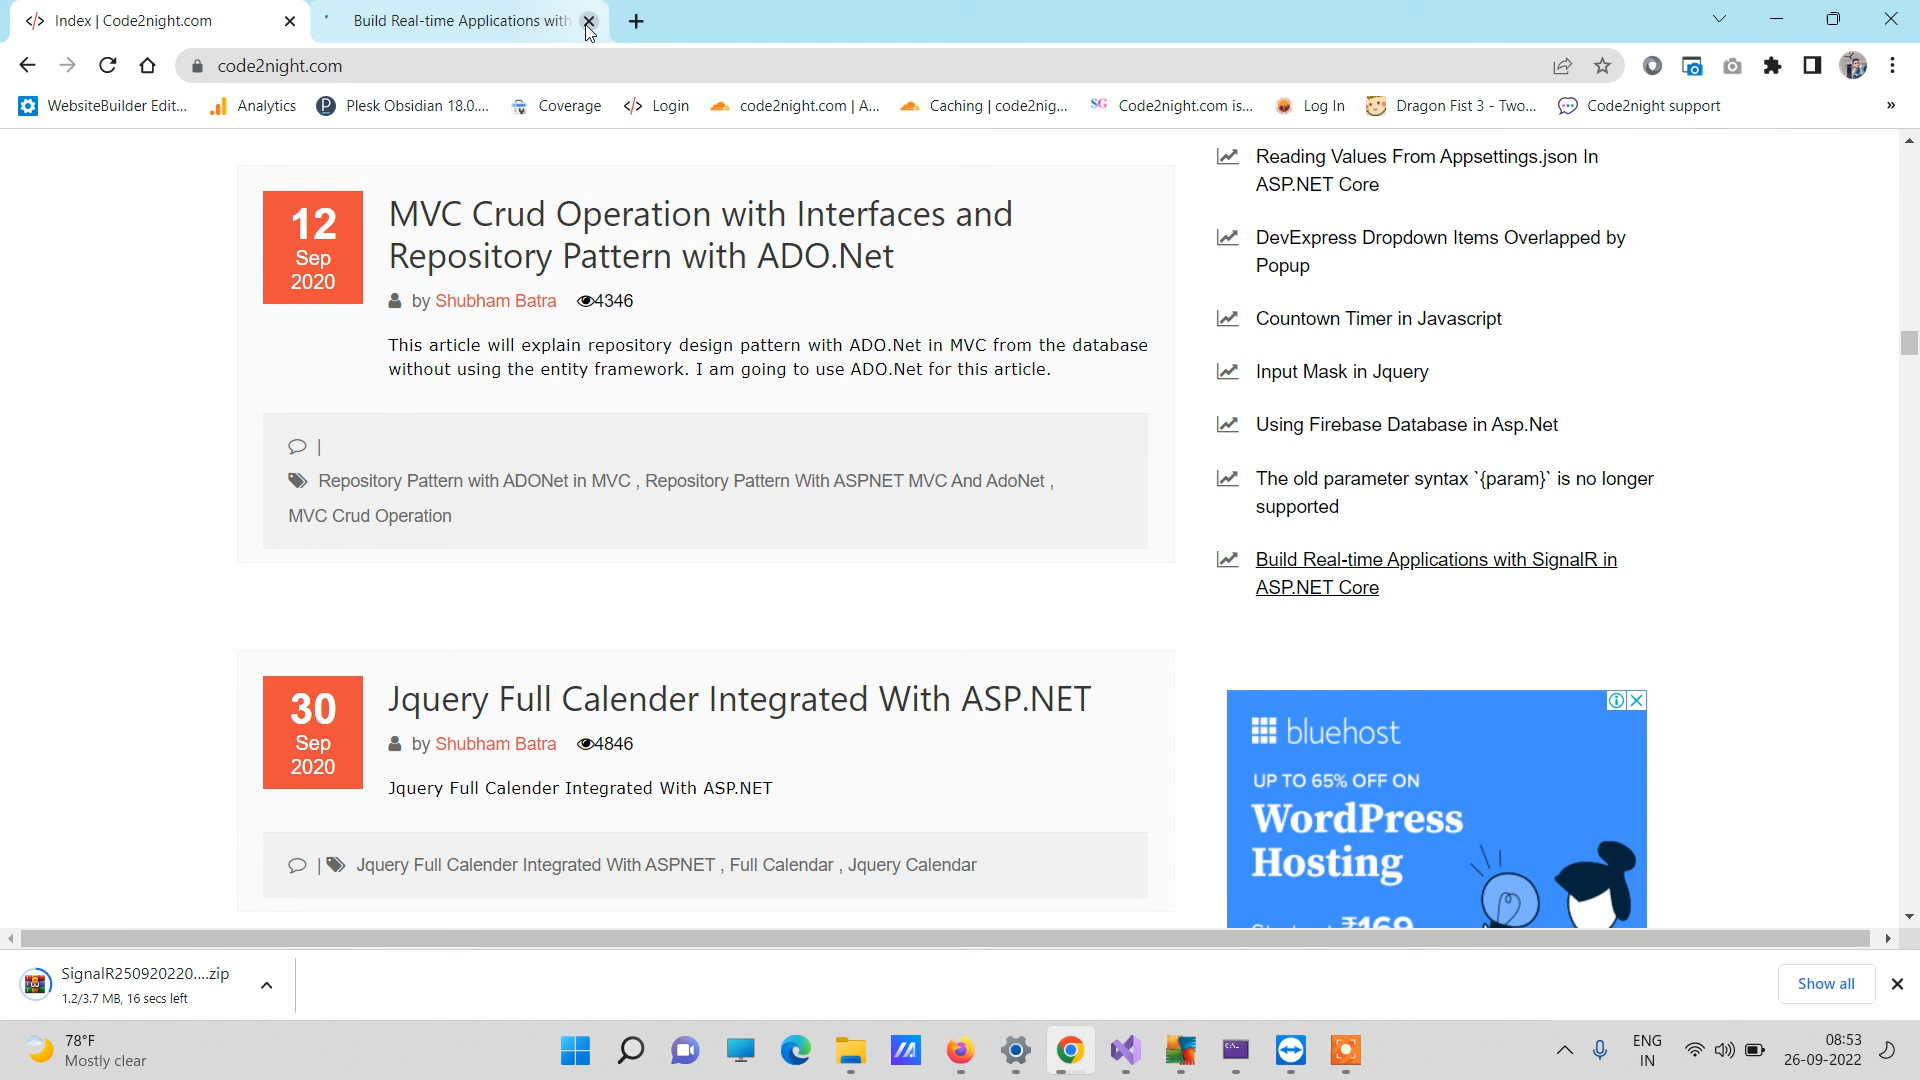 Index | Code2night.com
Build Real-time Applications with
code2night.com
WebsiteBuilder Edit...
Analytics
Plesk Obsidian 18.0....
Coverage
Login
code2night.com | A...
Caching | code2nig...
SG Code2night.com is...
Log In
Dragon Fist 3 - Two...
Code2night support
»
12
Sep
2020
MVC Crud Operation with Interfaces and
Repository Pattern with ADO.Net
by Shubham Batra 4346
This article will explain repository design pattern with ADO.Net in MVC from the database
without using the entity framework. I am going to use ADO.Net for this article.
|
Repository Pattern with ADONet in MVC , Repository Pattern With ASPNET MVC And AdoNet ,
MVC Crud Operation
30
Sep
2020
Jquery Full Calender Integrated With ASP.NET
by Shubham Batra 4846
Jquery Full Calender Integrated With ASP.NET
| Jquery Full Calender Integrated With ASPNET , Full Calendar , Jquery Calendar
Reading Values From Appsettings.json In
ASP.NET Core
DevExpress Dropdown Items Overlapped by
Popup
Countown Timer in Javascript
Input Mask in Jquery
Using Firebase Database in Asp.Net
The old parameter syntax `{param}` is no longer
supported
Build Real-time Applications with SignalR in
ASP.NET Core
bluehost
UP TO 65% OFF ON
WordPress
Hosting
SignalR250920220....zip
1.2/3.7 MB, 16 secs left
Show all
78°F
Mostly clear
ENG
IN
08:53
26-09-2022